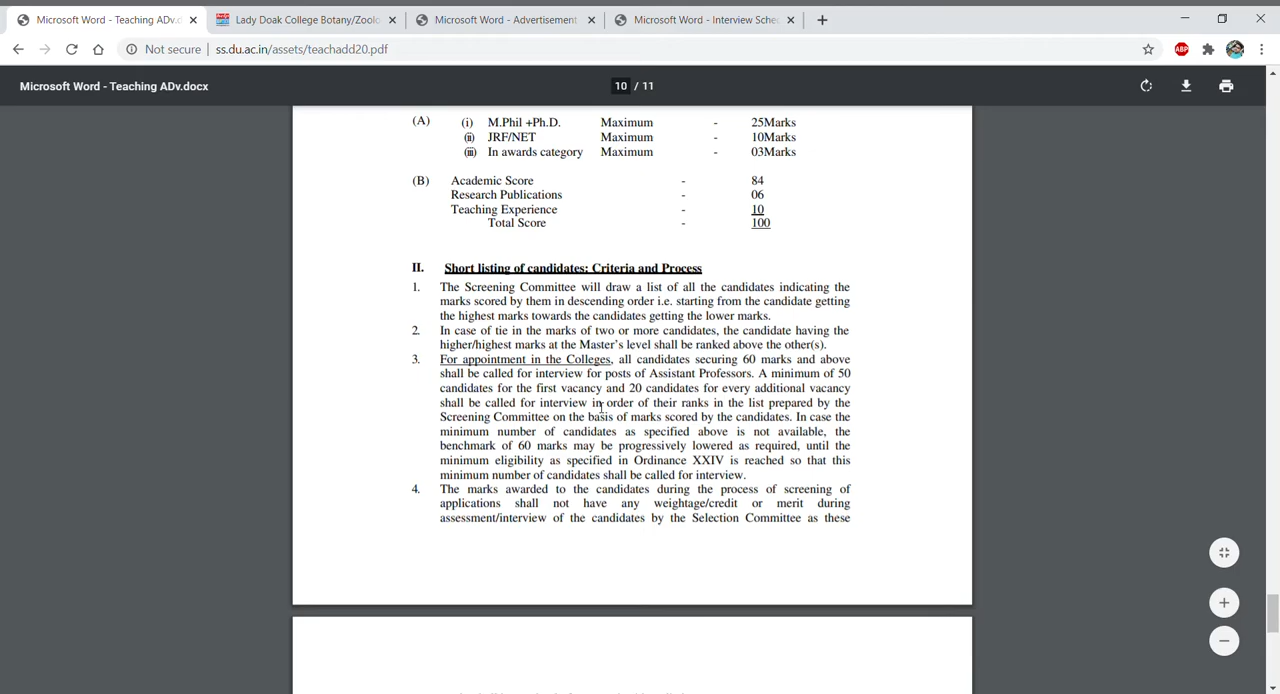 Microsoft Word - Teaching ADv.d
Lady Doak College Botany/Zoolo
Microsoft Word - Advertisement
Microsoft Word - Interview Sche
Not secure | ss.du.ac.in/assets/teachadd20.pdf
ABP
Microsoft Word - Teaching ADv.docx
10 / 11
(A) (i) M.Phil +Ph.D. Maximum - 25Marks
(ii) JRF/NET Maximum - 10Marks
(iii) In awards category Maximum - 03Marks
(B) Academic Score - 84
Research Publications - 06
Teaching Experience - 10
Total Score - 100
II. Short listing of candidates: Criteria and Process
1. The Screening Committee will draw a list of all the candidates indicating the
marks scored by them in descending order i.e. starting from the candidate getting
the highest marks towards the candidates getting the lower marks.
2. In case of tie in the marks of two or more candidates, the candidate having the
higher/highest marks at the Master's level shall be ranked above the other(s).
3. For appointment in the Colleges, all candidates securing 60 marks and above
shall be called for interview for posts of Assistant Professors. A minimum of 50
candidates for the first vacancy and 20 candidates for every additional vacancy
shall be called for interview in order of their ranks in the list prepared by the
Screening Committee on the basis of marks scored by the candidates. In case the
minimum number of candidates as specified above is not available, the
benchmark of 60 marks may be progressively lowered as required, until the
minimum eligibility as specified in Ordinance XXIV is reached so that this
minimum number of candidates shall be called for interview.
4. The marks awarded to the candidates during the process of screening of
applications shall not have any weightage/credit or merit during
assessment/interview of the candidates by the Selection Committee as these